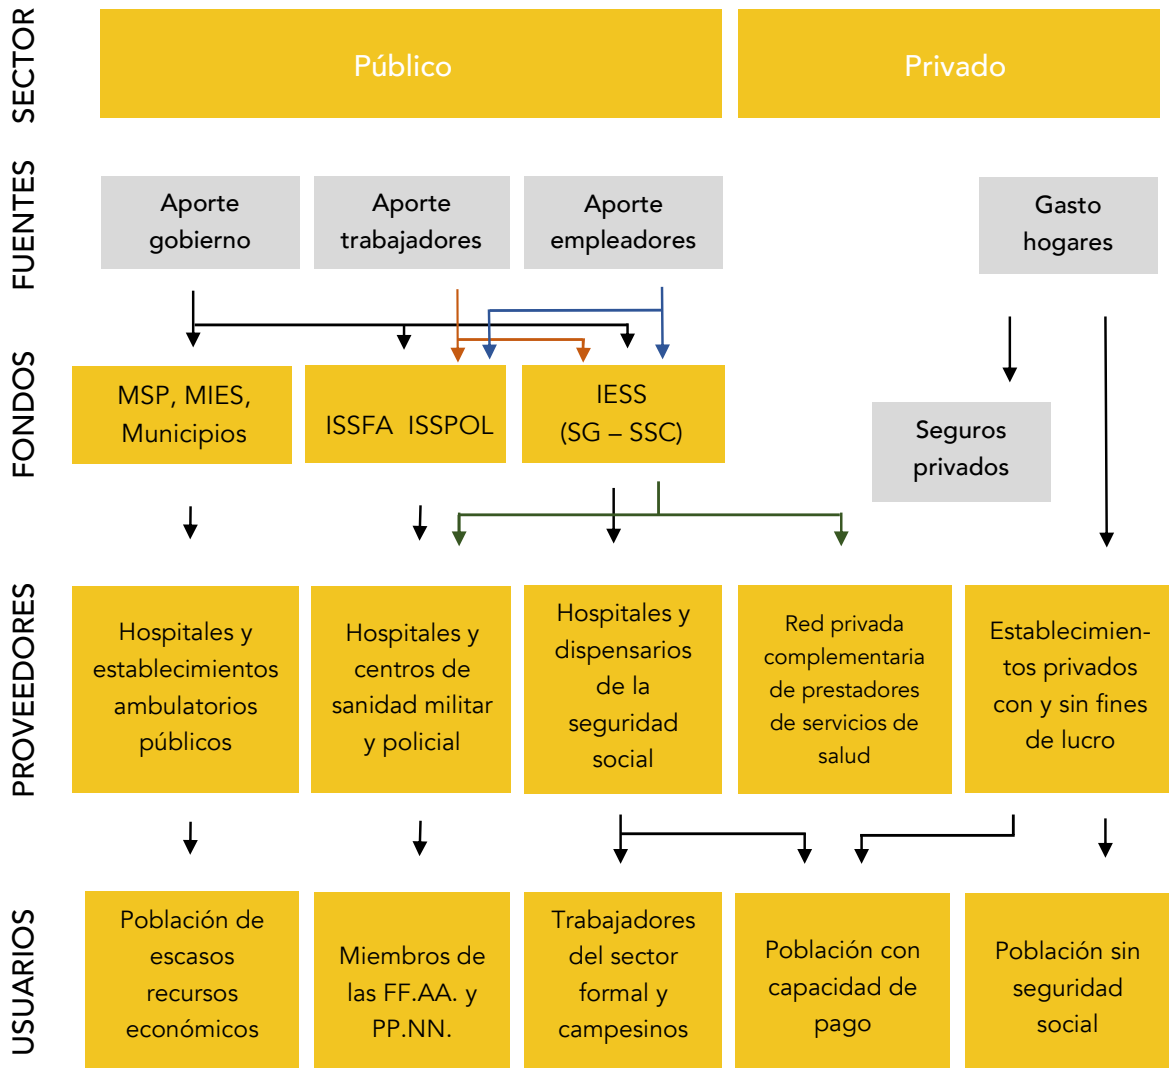 SECTOR
Público
Privado
FUENTES
Aporte
gobierno
Aporte
trabajadores
Aporte
empleadores
Gasto
hogares
FONDOS
MSP, MIES,
Municipios
ISSFA ISSPOL
IESS
(SG – SSC)
Seguros
privados
PROVEEDORES
Hospitales y
establecimientos
ambulatorios
públicos
Hospitales y
centros de
sanidad militar
y policial
Hospitales y
dispensarios
de la
seguridad
social
Red privada
complementaria
de prestadores
de servicios de
salud
Establecimien-
tos privados
con y sin fines
de lucro
USUARIOS
Población de
escasos
recursos
económicos
Miembros de
las FF.AA. y
PP.NN.
Trabajadores
del sector
formal y
campesinos
Población con
capacidad de
pago
Población sin
seguridad
social